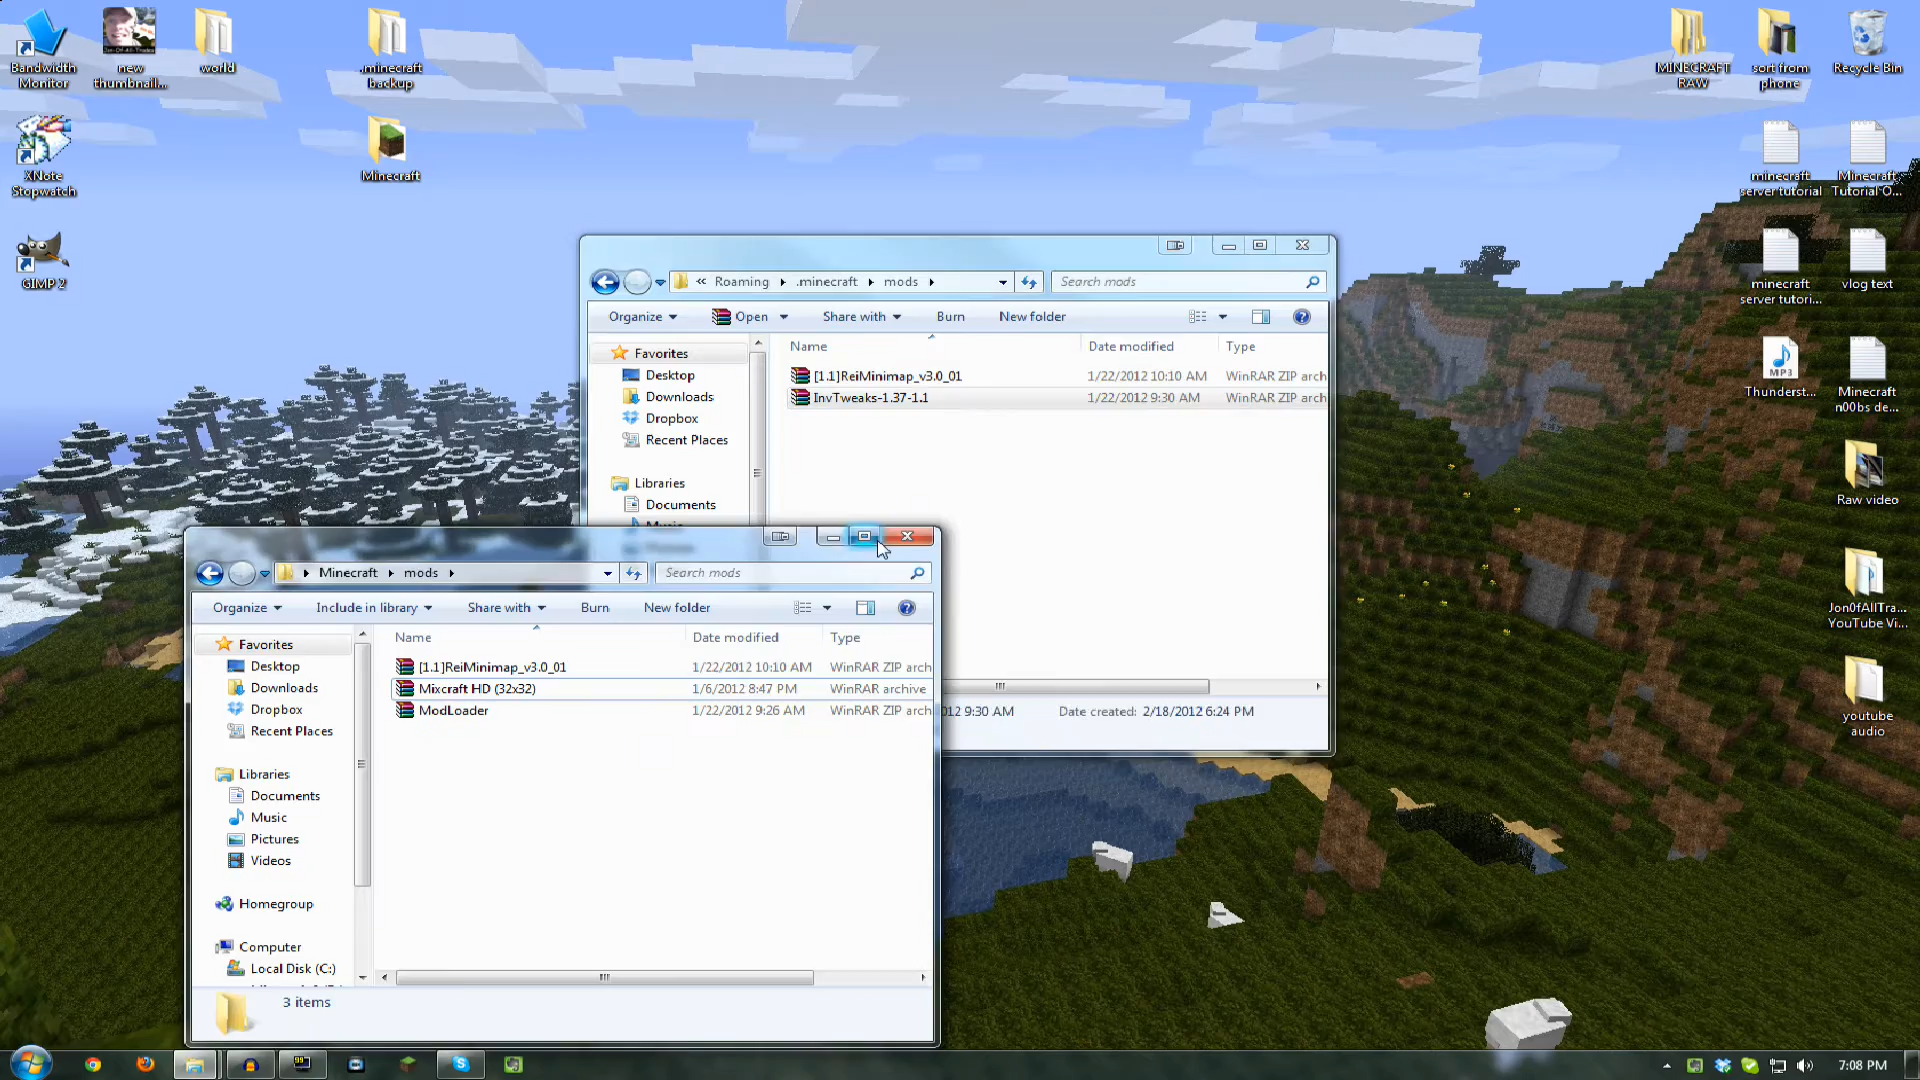 Bandwidth
Monitor
new
thumbnail...
world
.minecraft
backup
XNote
Stopwatch
Minecraft
GIMP 2
MINECRAFT
RAW
sort from
phone
Recycle Bin
minecraft
server tutorial
Minecraft
Tutorial O...
minecraft
server tutori...
vlog text
MP3
Thunderst...
Minecraft
n00bs de...
Raw video
Jon0fAllTra...
YouTube Vi...
youtube
audio
« Roaming .minecraft mods
Search mods
Organize Open Share with Burn New folder
Name Date modified Type
Favorites
Desktop
Downloads
Dropbox
Recent Places
Libraries
Documents
Music
[1.1]ReiMinimap_v3.0_01 1/22/2012 10:10 AM WinRAR ZIP arch
InvTweaks-1.37-1.1 1/22/2012 9:30 AM WinRAR ZIP arch
012 9:30 AM Date created: 2/18/2012 6:24 PM
Minecraft mods
Search mods
Organize Include in library Share with Burn New folder
Name Date modified Type
Favorites
Desktop
Downloads
Dropbox
Recent Places
Libraries
Documents
Music
Pictures
Videos
Homegroup
Computer
Local Disk (C:)
[1.1]ReiMinimap_v3.0_01 1/22/2012 10:10 AM WinRAR ZIP arch
Mixcraft HD (32x32) 1/6/2012 8:47 PM WinRAR archive
ModLoader 1/22/2012 9:26 AM WinRAR ZIP arch
3 items
7:08 PM